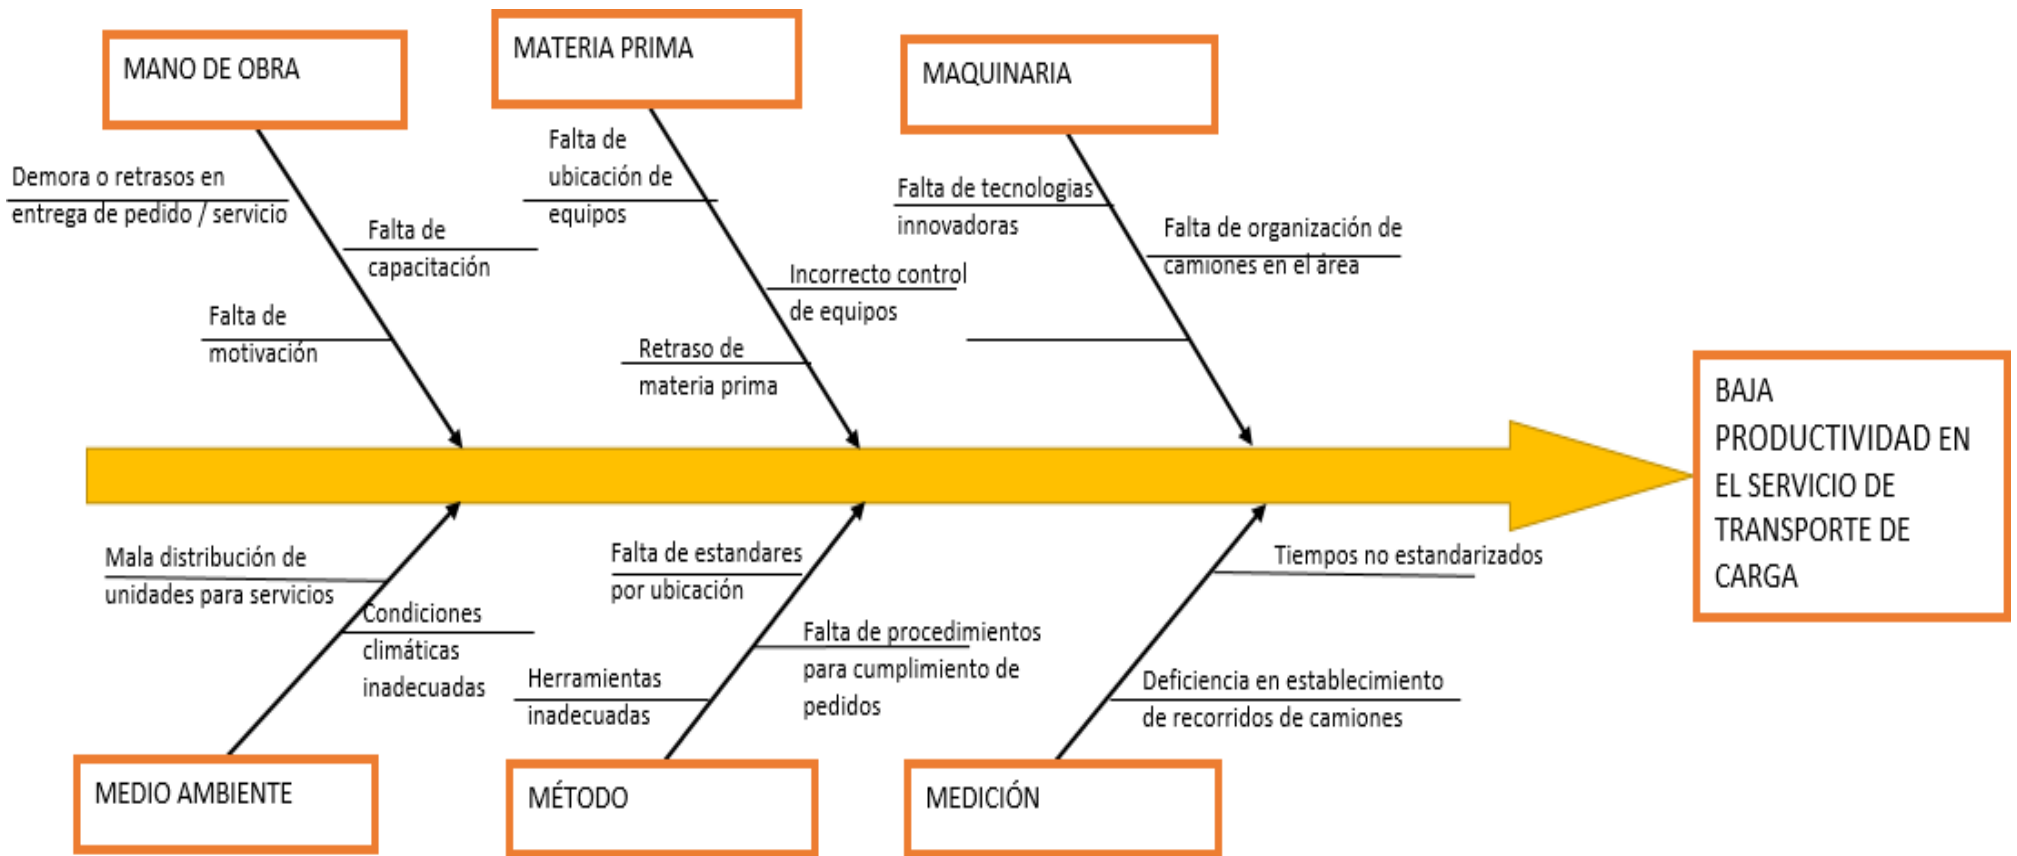 MANO DE OBRA
MATERIA PRIMA
MAQUINARIA
Demora o retrasos en
entrega de pedido / servicio
Falta de
capacitación
Falta de
motivación
Falta de
ubicación de
equipos
Incorrecto control
de equipos
Retraso de
materia prima
Falta de tecnologias
innovadoras
Falta de organización de
camiones en el área
BAJA
PRODUCTIVIDAD EN
EL SERVICIO DE
TRANSPORTE DE
CARGA
Mala distribución de
unidades para servicios
Condiciones
climáticas
inadecuadas
Falta de estandares
por ubicación
Falta de procedimientos
para cumplimiento de
pedidos
Herramientas
inadecuadas
Tiempos no estandarizados
Deficiencia en establecimiento
de recorridos de camiones
MEDIO AMBIENTE
MÉTODO
MEDICIÓN